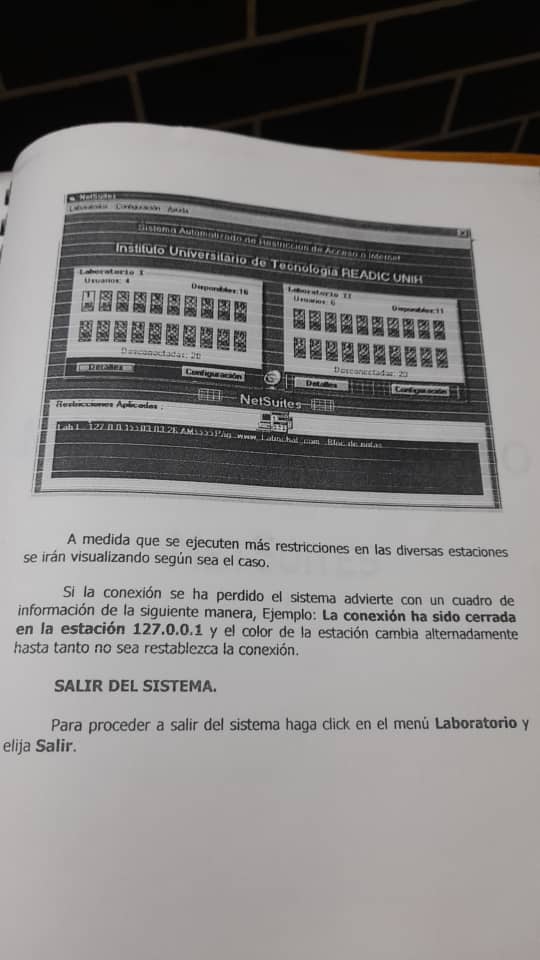 NetSuites
Laboratorios Configuración Ayuda
Sistema Automatizado de Restricción de Acceso a Internet
Instituto Universitario de Tecnología READIC UNIR
Laboratorio I
Usuarios: 4
Disponibles:16
Desconectadas: 20
Detalles
Configuración
Laboratorio II
Usuarios: 6
Disponibles:11
Desconectadas: 20
Detalles
Configuración
NetSuites
Restricciones Aplicadas :
Lab I 127.0.0.1 03:03:26 AM Pág. www. .com Bloc de notas
A medida que se ejecuten más restricciones en las diversas estaciones
se irán visualizando según sea el caso.
Si la conexión se ha perdido el sistema advierte con un cuadro de
información de la siguiente manera, Ejemplo: La conexión ha sido cerrada
en la estación 127.0.0.1 y el color de la estación cambia alternadamente
hasta tanto no sea restablezca la conexión.
SALIR DEL SISTEMA.
Para proceder a salir del sistema haga click en el menú Laboratorio y
elija Salir.